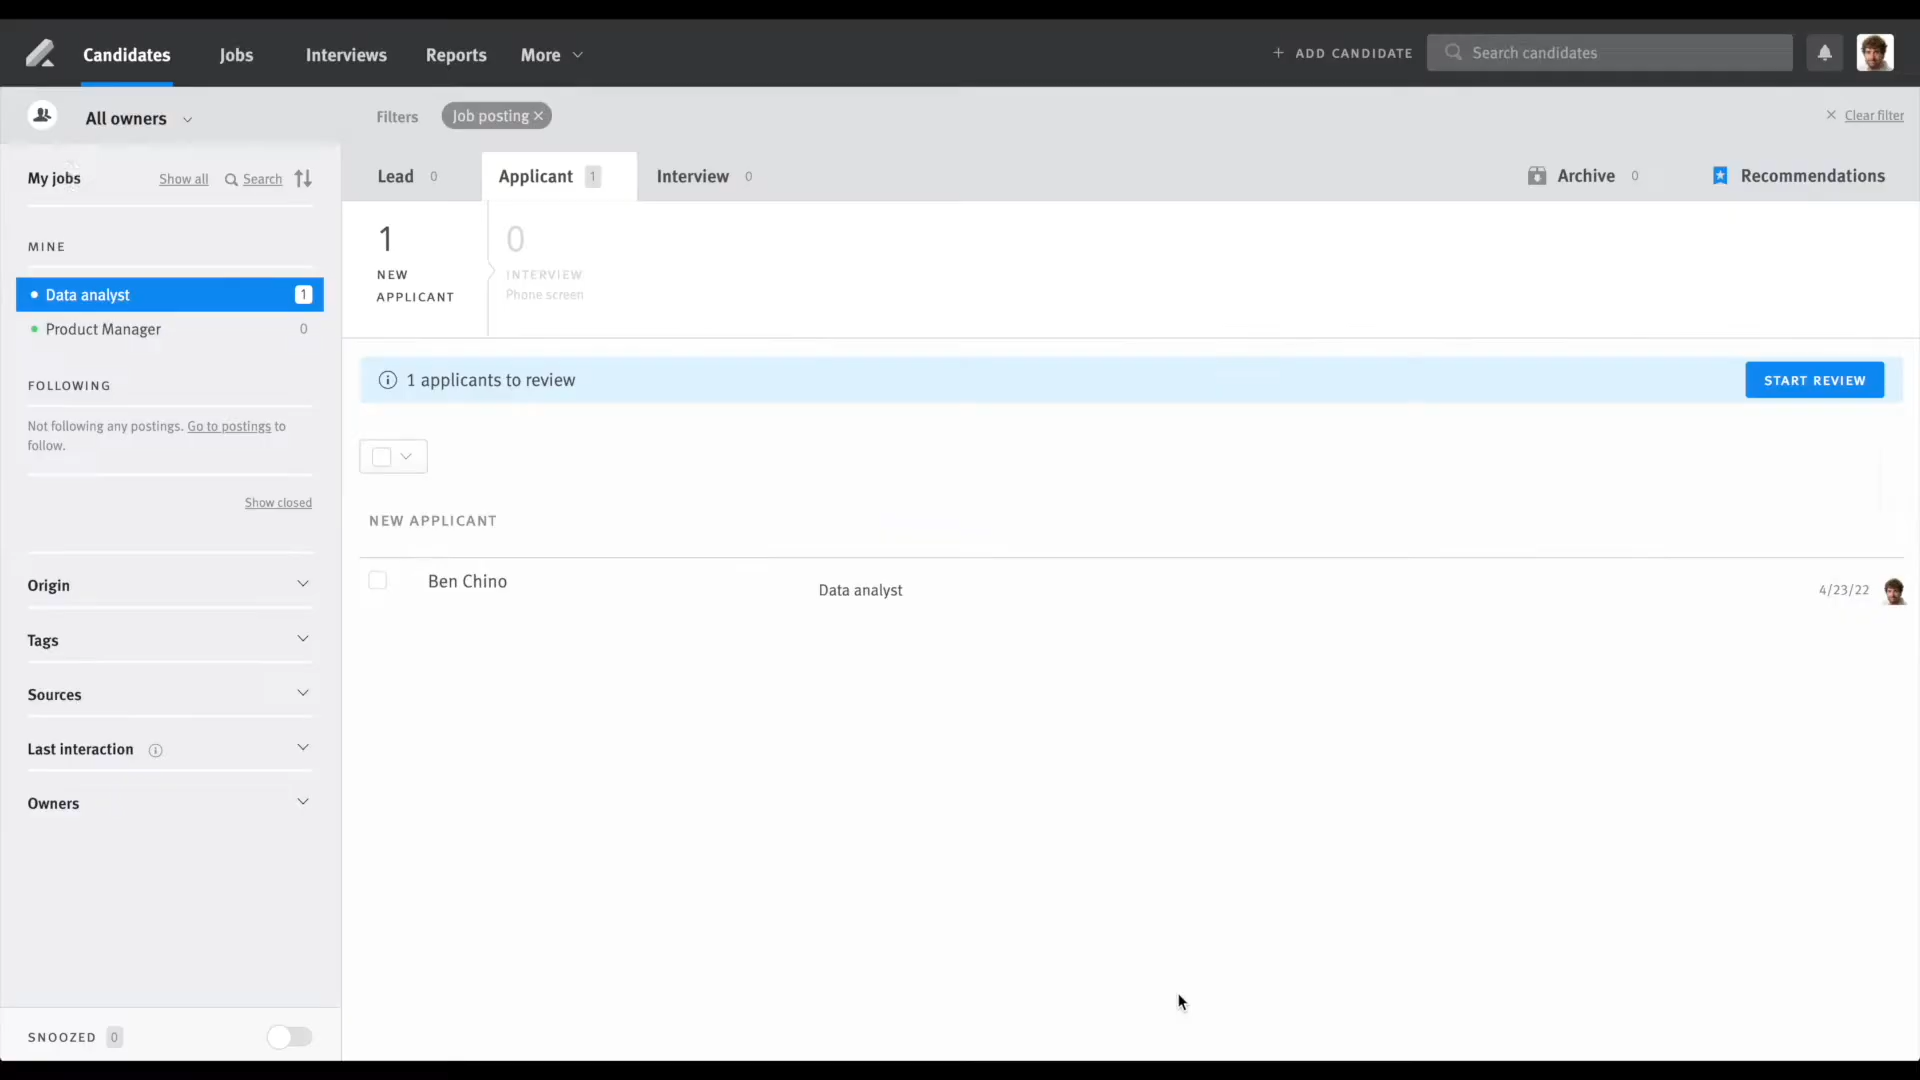 Candidates
Jobs
Interviews
Reports
More
+ ADD CANDIDATE
Search candidates
All owners
Filters
Job posting ×
× Clear filter
My jobs
Show all
Search
Lead 0
Applicant 1
Interview 0
Archive 0
Recommendations
1
NEW
APPLICANT
0
INTERVIEW
Phone screen
MINE
Data analyst 1
Product Manager 0
FOLLOWING
Not following any postings. Go to postings to
follow.
Show closed
1 applicants to review
START REVIEW
NEW APPLICANT
Ben Chino
Data analyst
4/23/22
Origin
Tags
Sources
Last interaction
Owners
SNOOZED 0